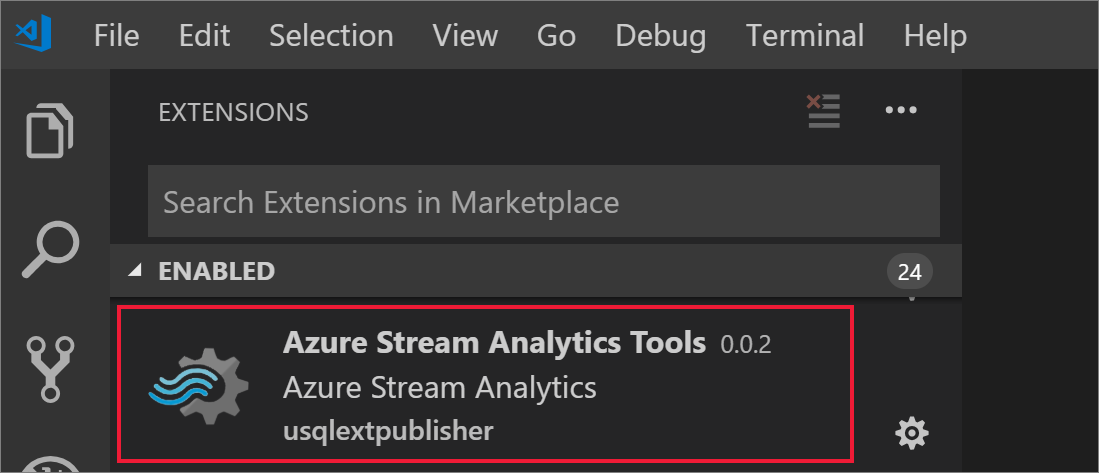 File Edit Selection View Go Debug Terminal Help
EXTENSIONS
Search Extensions in Marketplace
ENABLED 24
Azure Stream Analytics Tools 0.0.2
Azure Stream Analytics
usqlextpublisher